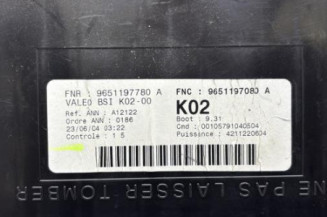 FNR : 9651197780 A FNC : 9651197080 A
VALEO BSI K02-00 K02
Ref. ANN : A12122
Ordre ANN : 0186 Boot : 9.31
23/06/04 03:22 Cmd : 00105791040504
Controle : 1 5 Puissance : 4211220604
NE PAS LAISSER TOMBER